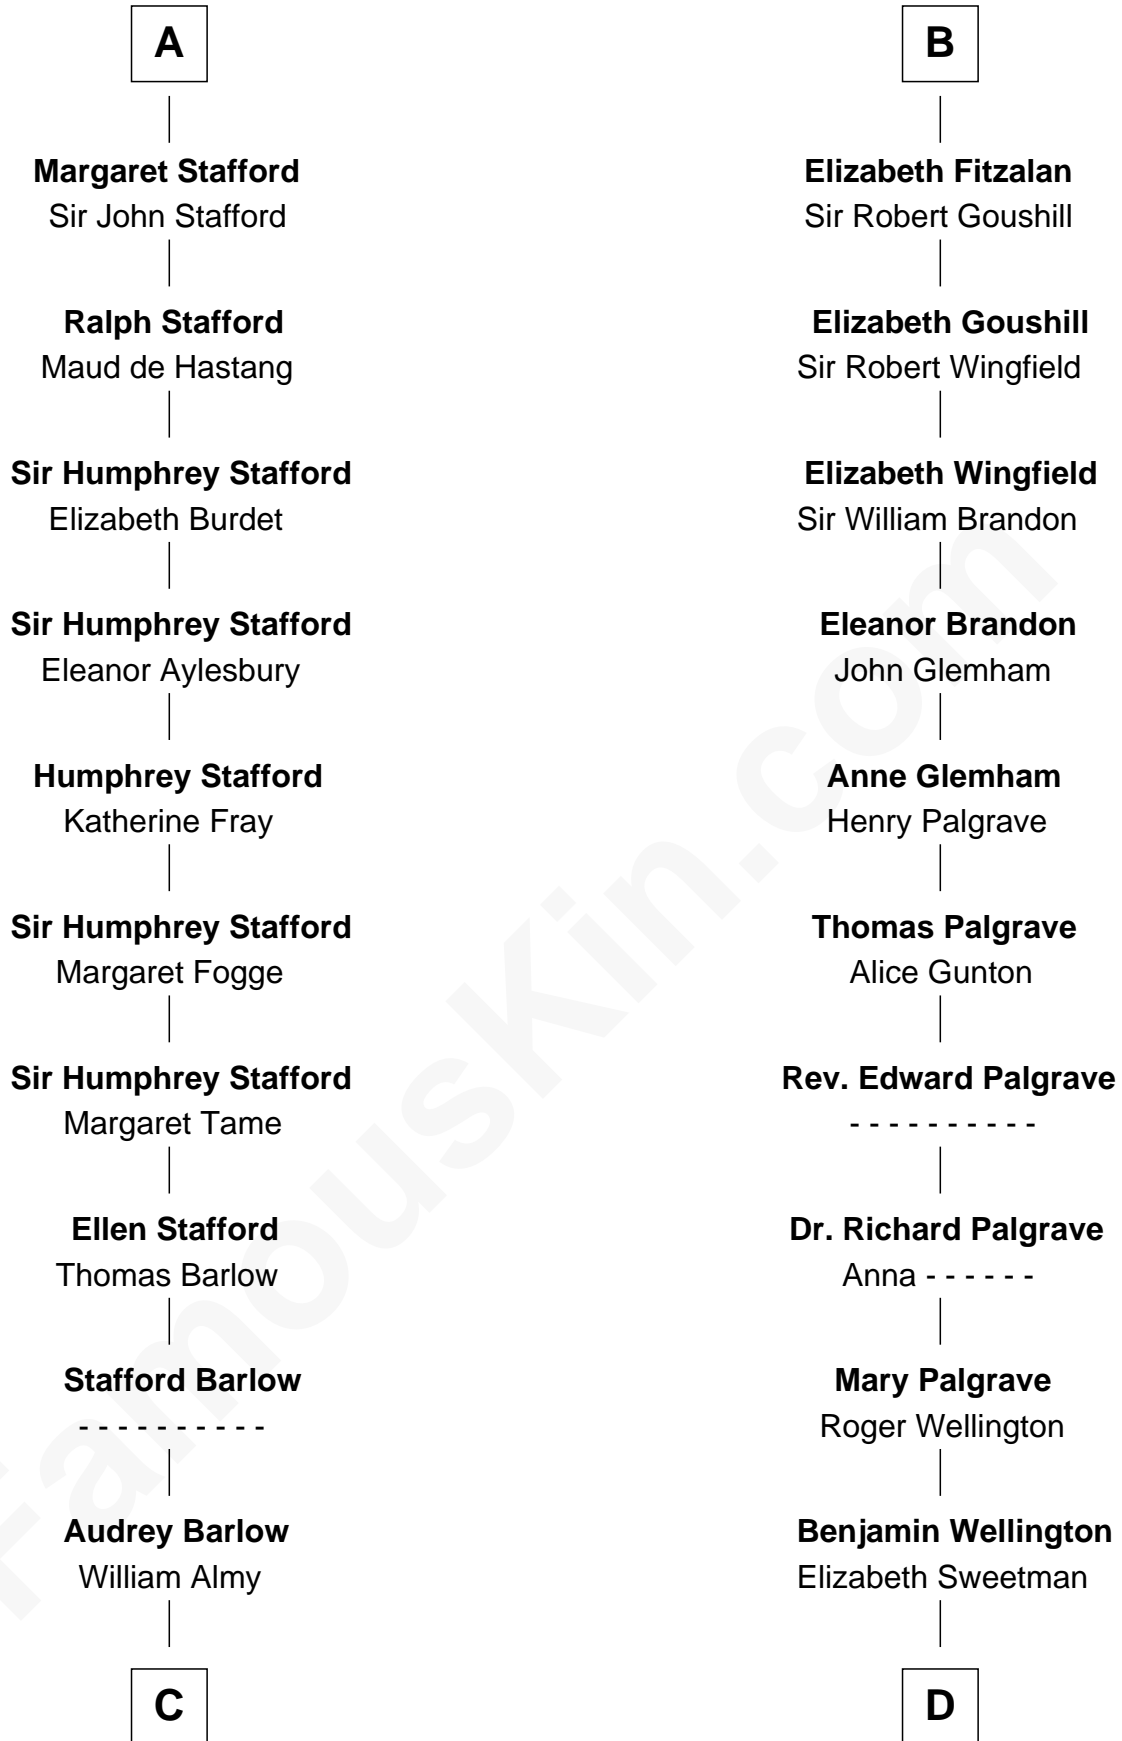 A
Margaret Stafford
Sir John Stafford
Ralph Stafford
Maud de Hastang
Sir Humphrey Stafford
Elizabeth Burdet
Sir Humphrey Stafford
Eleanor Aylesbury
Humphrey Stafford
Katherine Fray
Sir Humphrey Stafford
Margaret Fogge
Sir Humphrey Stafford
Margaret Tame
Ellen Stafford
Thomas Barlow
Stafford Barlow
- - - - - - - - - -
Audrey Barlow
William Almy
C
B
Elizabeth Fitzalan
Sir Robert Goushill
Elizabeth Goushill
Sir Robert Wingfield
Elizabeth Wingfield
Sir William Brandon
Eleanor Brandon
John Glemham
Anne Glemham
Henry Palgrave
Thomas Palgrave
Alice Gunton
Rev. Edward Palgrave
- - - - - - - - - -
Dr. Richard Palgrave
Anna - - - - - -
Mary Palgrave
Roger Wellington
Benjamin Wellington
Elizabeth Sweetman
D
FamousKin.com